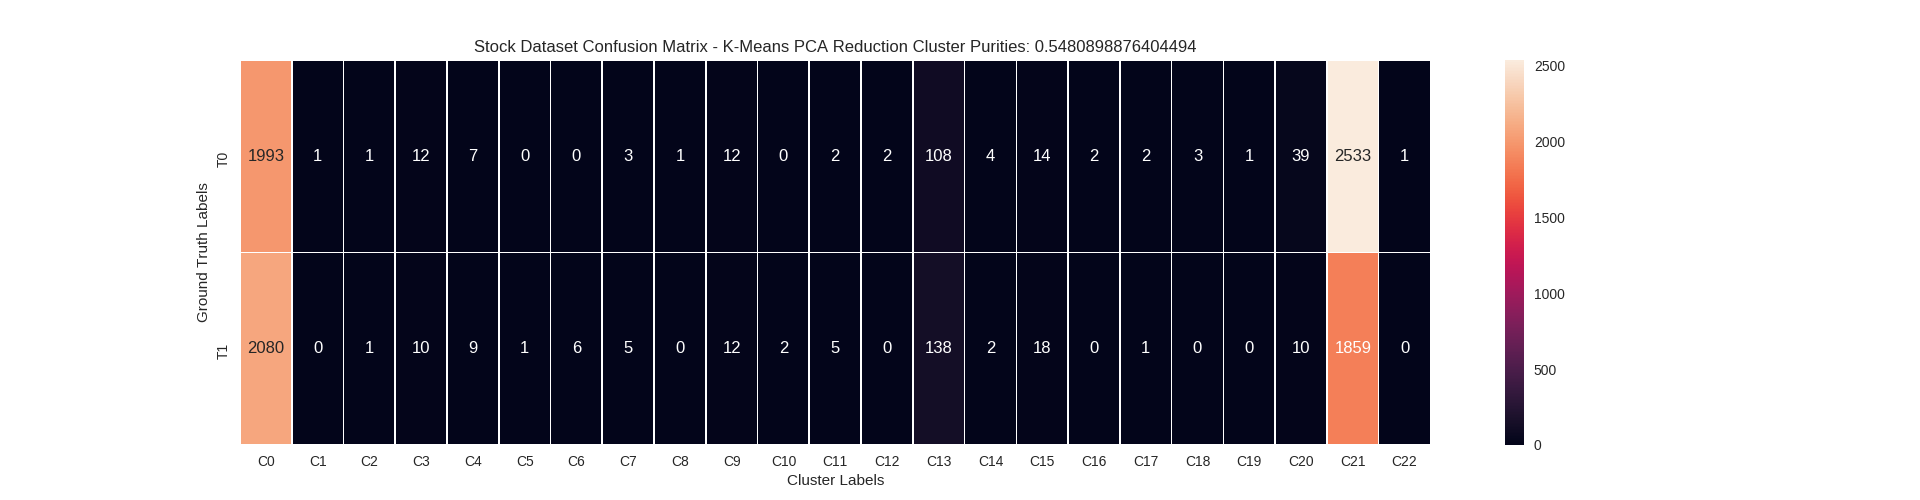 Stock Dataset Confusion Matrix - K-Means PCA Reduction Cluster Purities: 0.5480898876404494
Ground Truth Labels
T0
1993 1 1 12 7 0 0 3 1 12 0 2 2 108 4 14 2 2 3 1 39 2533 1
T1
2080 0 1 10 9 1 6 5 0 12 2 5 0 138 2 18 0 1 0 0 10 1859 0
C0 C1 C2 C3 C4 C5 C6 C7 C8 C9 C10 C11 C12 C13 C14 C15 C16 C17 C18 C19 C20 C21 C22
Cluster Labels
2500
2000
1500
1000
500
0